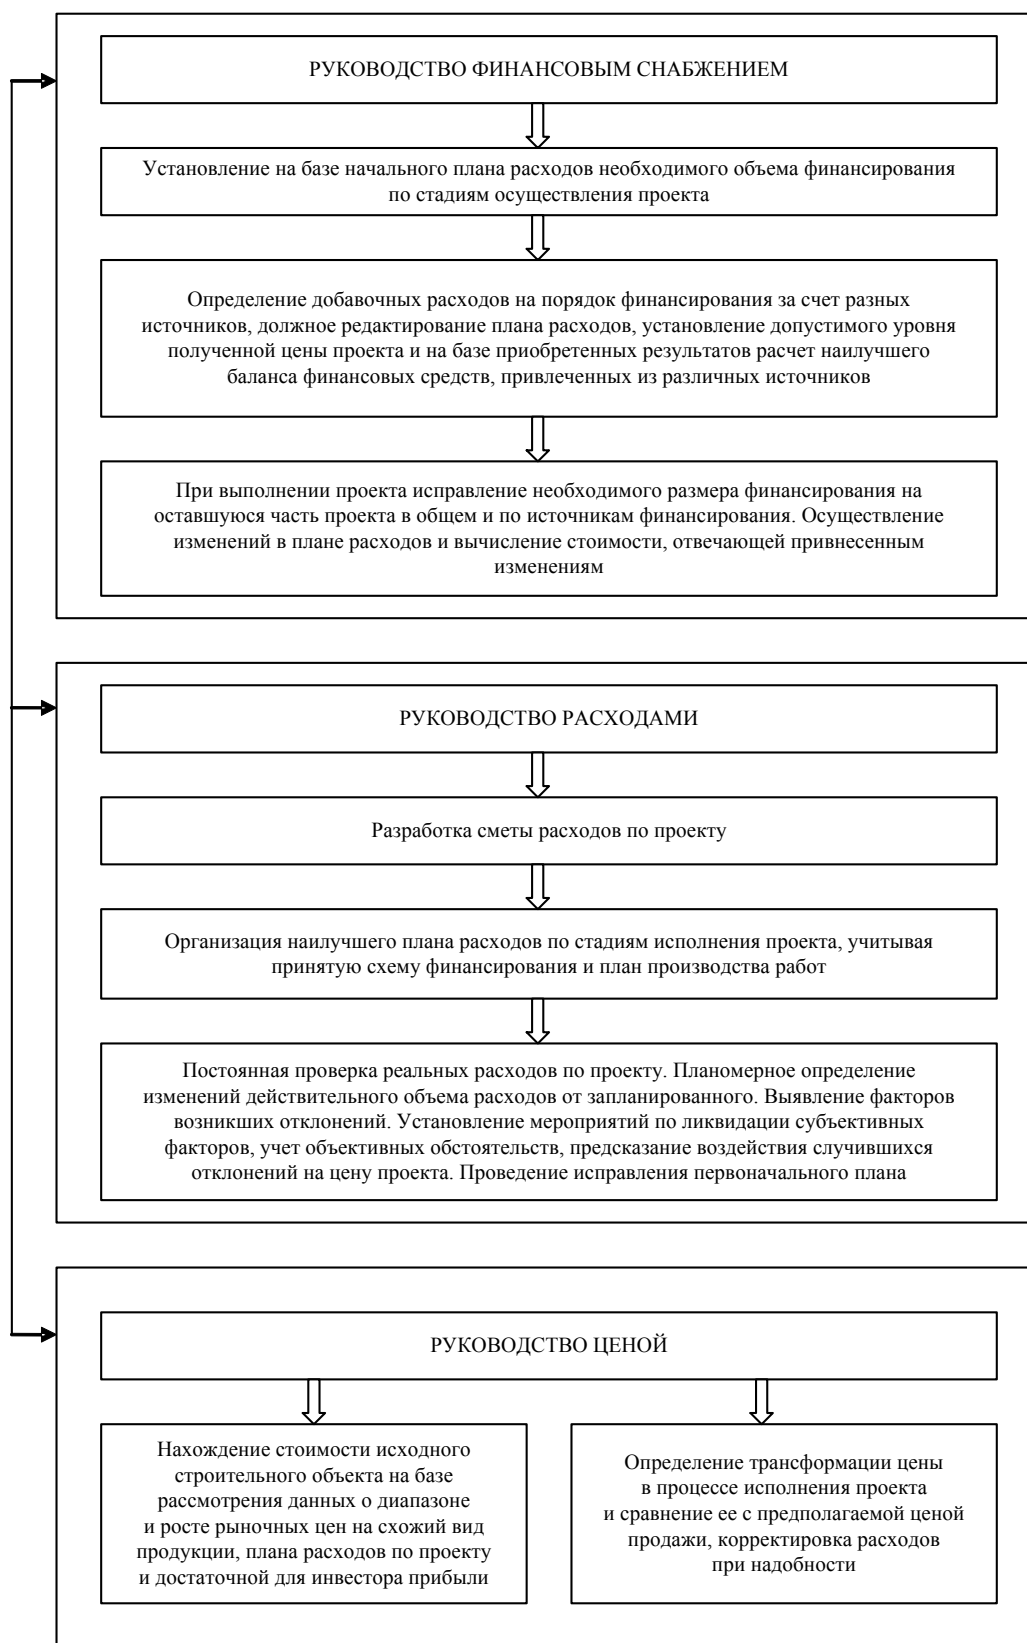 РУКОВОДСТВО ФИНАНСОВЫМ СНАБЖЕНИЕМ
Установление на базе начального плана расходов необходимого объема финансирования
по стадиям осуществления проекта
Определение добавочных расходов на порядок финансирования за счет разных
источников, должное редактирование плана расходов, установление допустимого уровня
полученной цены проекта и на базе приобретенных результатов расчет наилучшего
баланса финансовых средств, привлеченных из различных источников
При выполнении проекта исправление необходимого размера финансирования на
оставшуюся часть проекта в общем и по источникам финансирования. Осуществление
изменений в плане расходов и вычисление стоимости, отвечающей привнесенным
изменениям
РУКОВОДСТВО РАСХОДАМИ
Разработка сметы расходов по проекту
Организация наилучшего плана расходов по стадиям исполнения проекта, учитывая
принятую схему финансирования и план производства работ
Постоянная проверка реальных расходов по проекту. Планомерное определение
изменений действительного объема расходов от запланированного. Выявление факторов
возникших отклонений. Установление мероприятий по ликвидации субъективных
факторов, учет объективных обстоятельств, предсказание воздействия случившихся
отклонений на цену проекта. Проведение исправления первоначального плана
РУКОВОДСТВО ЦЕНОЙ
Нахождение стоимости исходного
строительного объекта на базе
рассмотрения данных о диапазоне
и росте рыночных цен на схожий вид
продукции, плана расходов по проекту
и достаточной для инвестора прибыли
Определение трансформации цены
в процессе исполнения проекта
и сравнение ее с предполагаемой ценой
продажи, корректировка расходов
при надобности